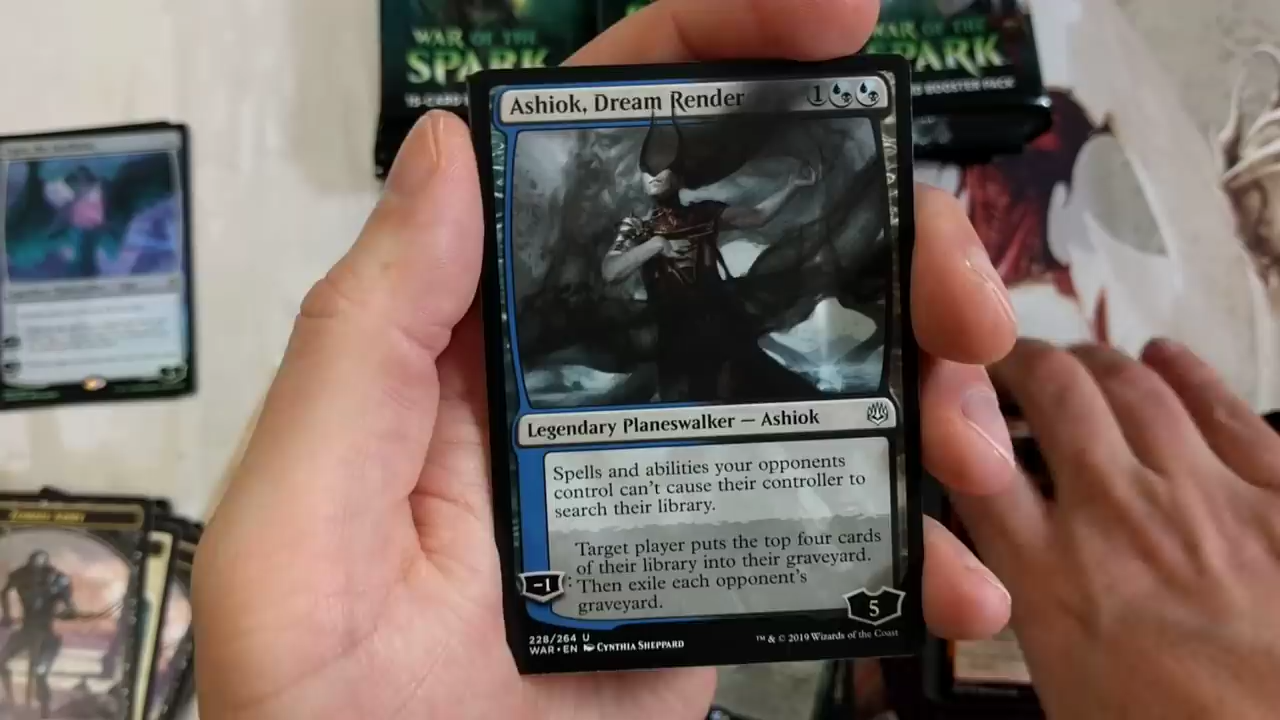 WAR OF THE
SPARK
WAR OF THE
SPARK
BOOSTER PACK
Ashiok, Dream Render
1
Legendary Planeswalker — Ashiok
Spells and abilities your opponents
control can't cause their controller to
search their library.
Target player puts the top four cards
of their library into their graveyard.
-1: Then exile each opponent's
graveyard.
5
228/264 U
WAR • EN Cynthia Sheppard
™ & © 2019 Wizards of the Coast